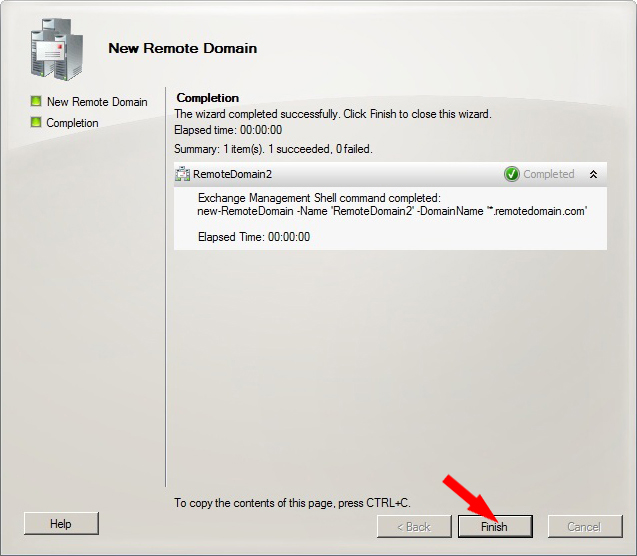 New Remote Domain
New Remote Domain
Completion
Completion
The wizard completed successfully. Click Finish to close this wizard.
Elapsed time: 00:00:00
Summary: 1 item(s). 1 succeeded, 0 failed.
RemoteDomain2
Completed
Exchange Management Shell command completed:
new-RemoteDomain -Name 'RemoteDomain2' -DomainName '*.remotedomain.com'
Elapsed Time: 00:00:00
To copy the contents of this page, press CTRL+C.
Help
< Back
Finish
Cancel